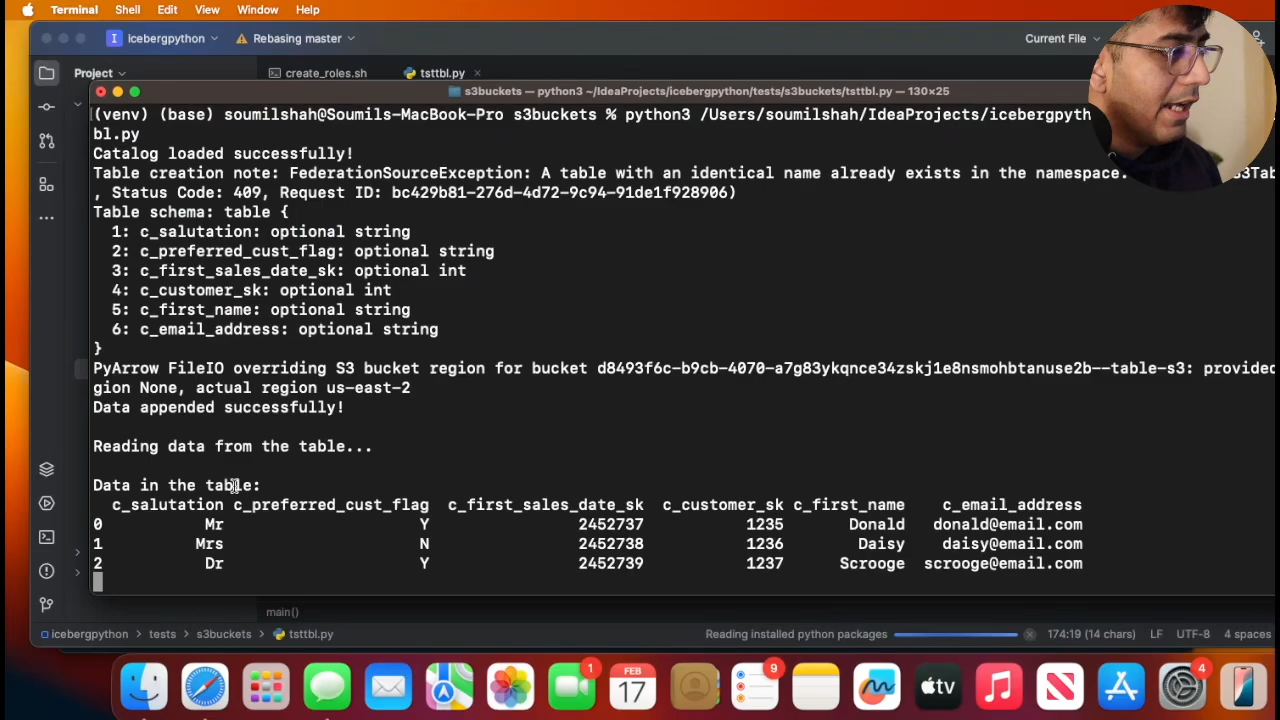 Terminal Shell Edit View Window Help
I icebergpython Rebasing master Current File
Project create_roles.sh tsttbl.py
s3buckets — python3 ~/IdeaProjects/icebergpython/tests/s3buckets/tsttbl.py — 130×25
(venv) (base) soumilshah@Soumils-MacBook-Pro s3buckets % python3 /Users/soumilshah/IdeaProjects/icebergpyth
bl.py
Catalog loaded successfully!
Table creation note: FederationSourceException: A table with an identical name already exists in the namespace.
, Status Code: 409, Request ID: bc429b81-276d-4d72-9c94-91de1f928906)
Table schema: table {
1: c_salutation: optional string
2: c_preferred_cust_flag: optional string
3: c_first_sales_date_sk: optional int
4: c_customer_sk: optional int
5: c_first_name: optional string
6: c_email_address: optional string
}
PyArrow FileIO overriding S3 bucket region for bucket d8493f6c-b9cb-4070-a7g83ykqnce34zskj1e8nsmohbtanuse2b--table-s3: provided
gion None, actual region us-east-2
Data appended successfully!
Reading data from the table...
Data in the table:
c_salutation c_preferred_cust_flag c_first_sales_date_sk c_customer_sk c_first_name c_email_address
0 Mr Y 2452737 1235 Donald donald@email.com
1 Mrs N 2452738 1236 Daisy daisy@email.com
2 Dr Y 2452739 1237 Scrooge scrooge@email.com
main()
icebergpython tests s3buckets tsttbl.py Reading installed python packages 174:19 (14 chars) LF UTF-8 4 spaces
1 FEB 17 9 tv 4